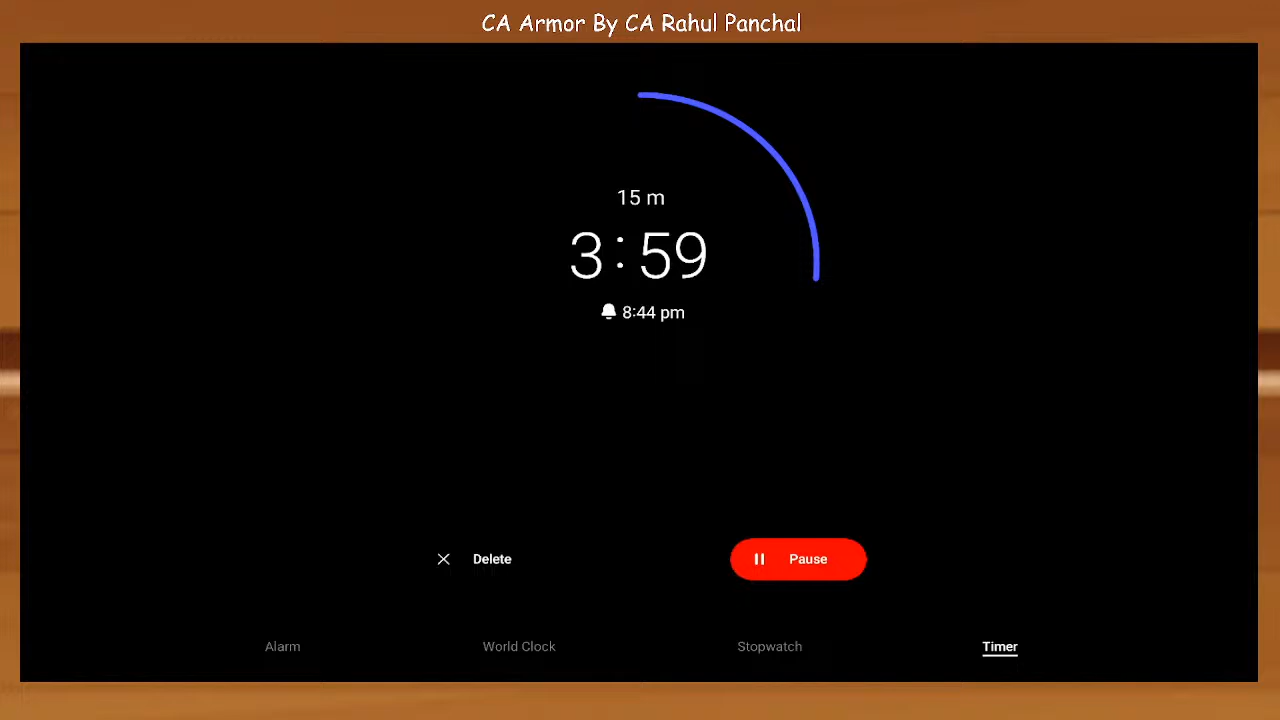 CA Armor By CA Rahul Panchal
15 m
3:59
8:44 pm
Delete
Pause
Alarm
World Clock
Stopwatch
Timer